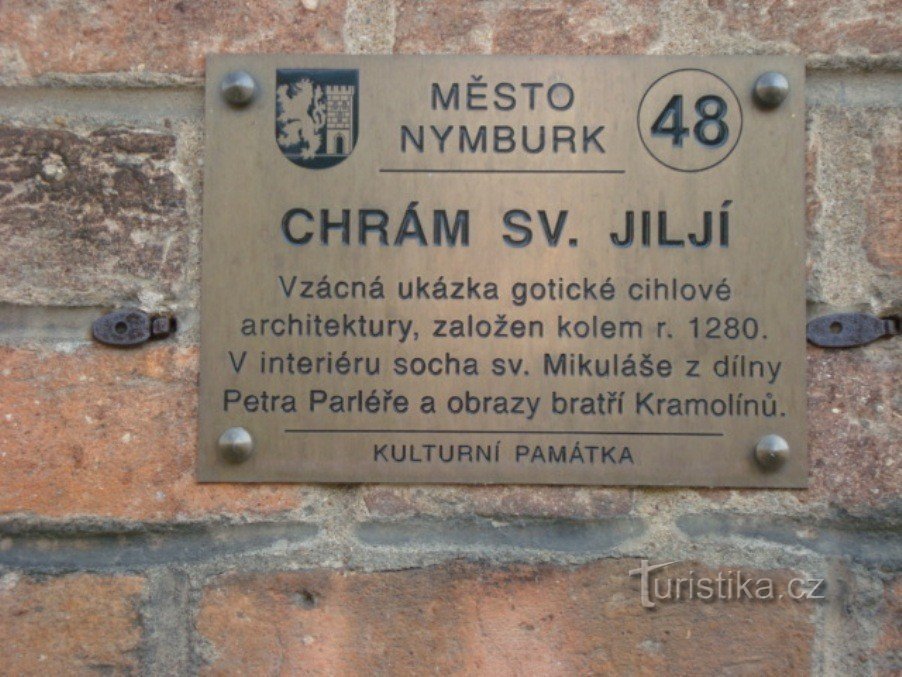 MĚSTO
NYMBURK
48
CHRÁM SV. JILJÍ
Vzácná ukázka gotické cihlové
architektury, založen kolem r. 1280.
V interiéru socha sv. Mikuláše z dílny
Petra Parléře a obrazy bratří Kramolínů.
KULTURNÍ PAMÁTKA
Turistika.cz